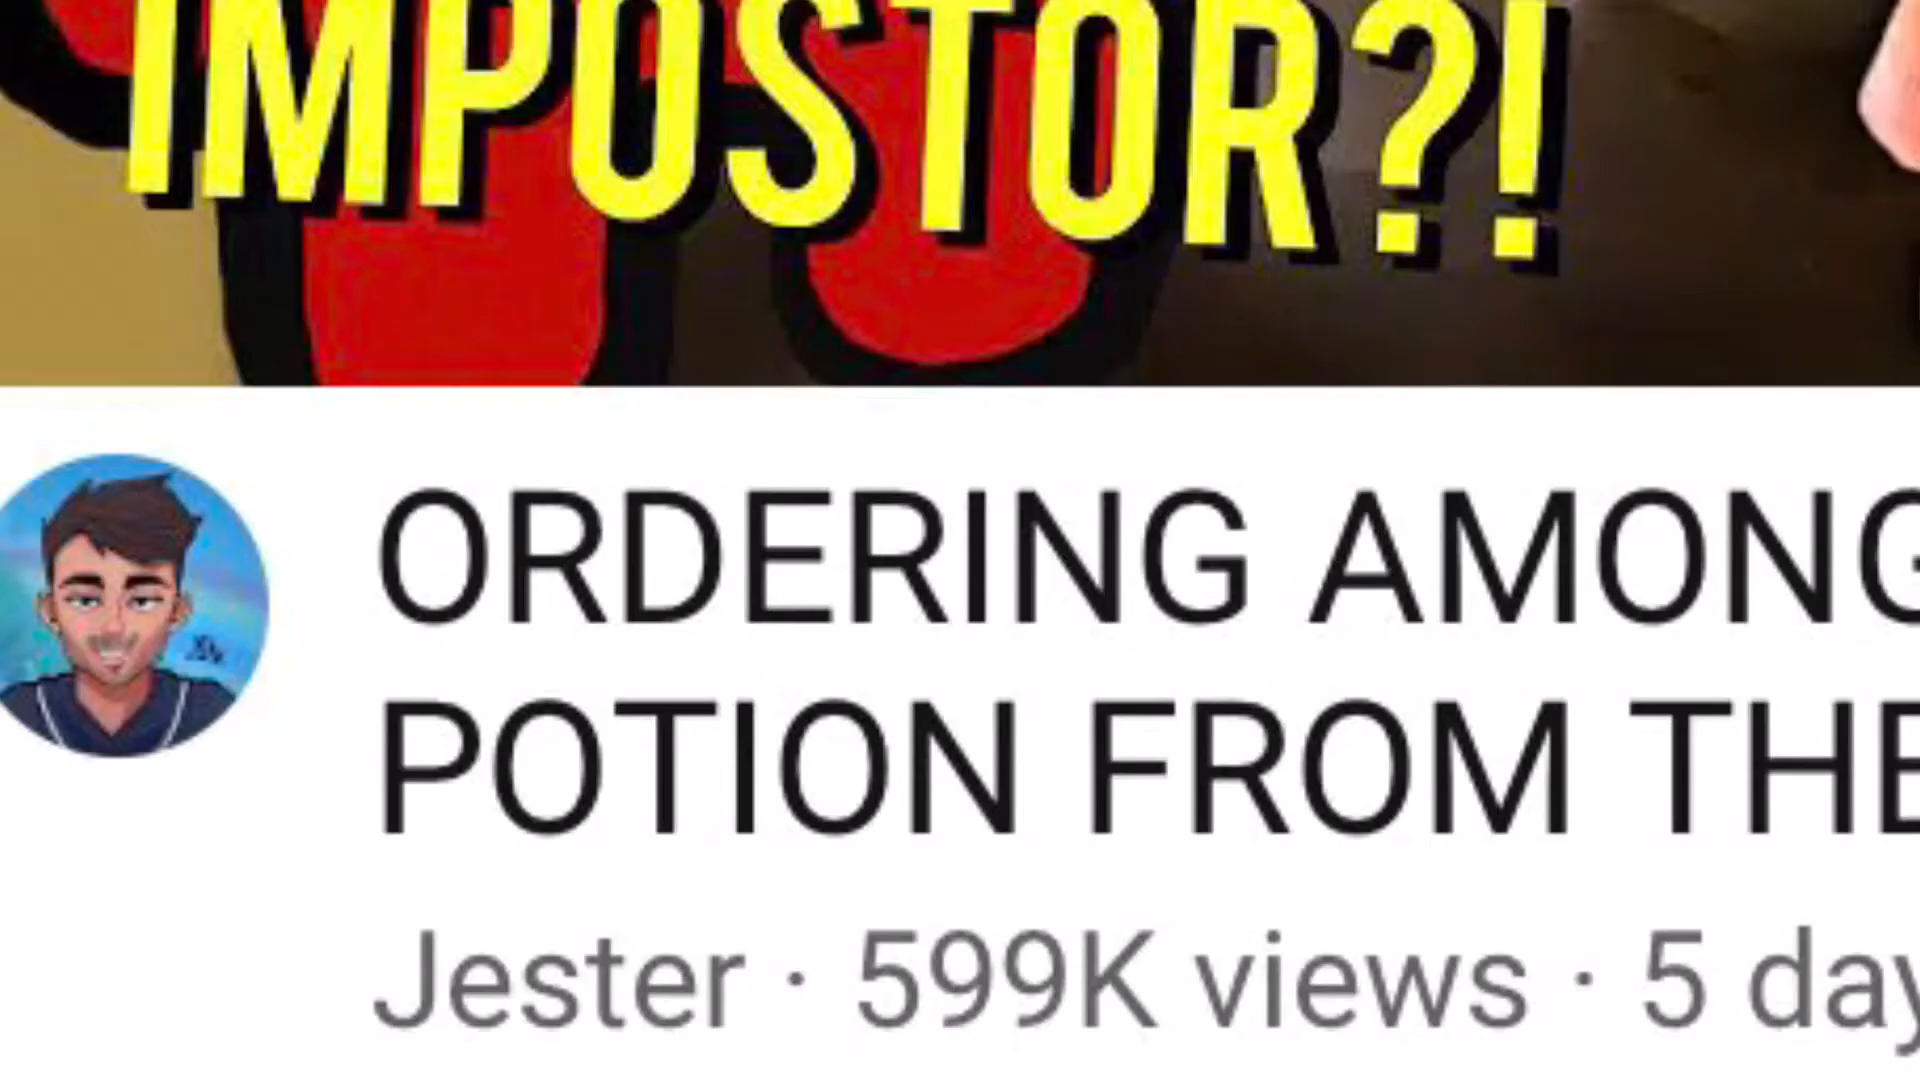 IMPOSTOR?!
ORDERING AMONG
POTION FROM THE
Jester · 599K views · 5 day